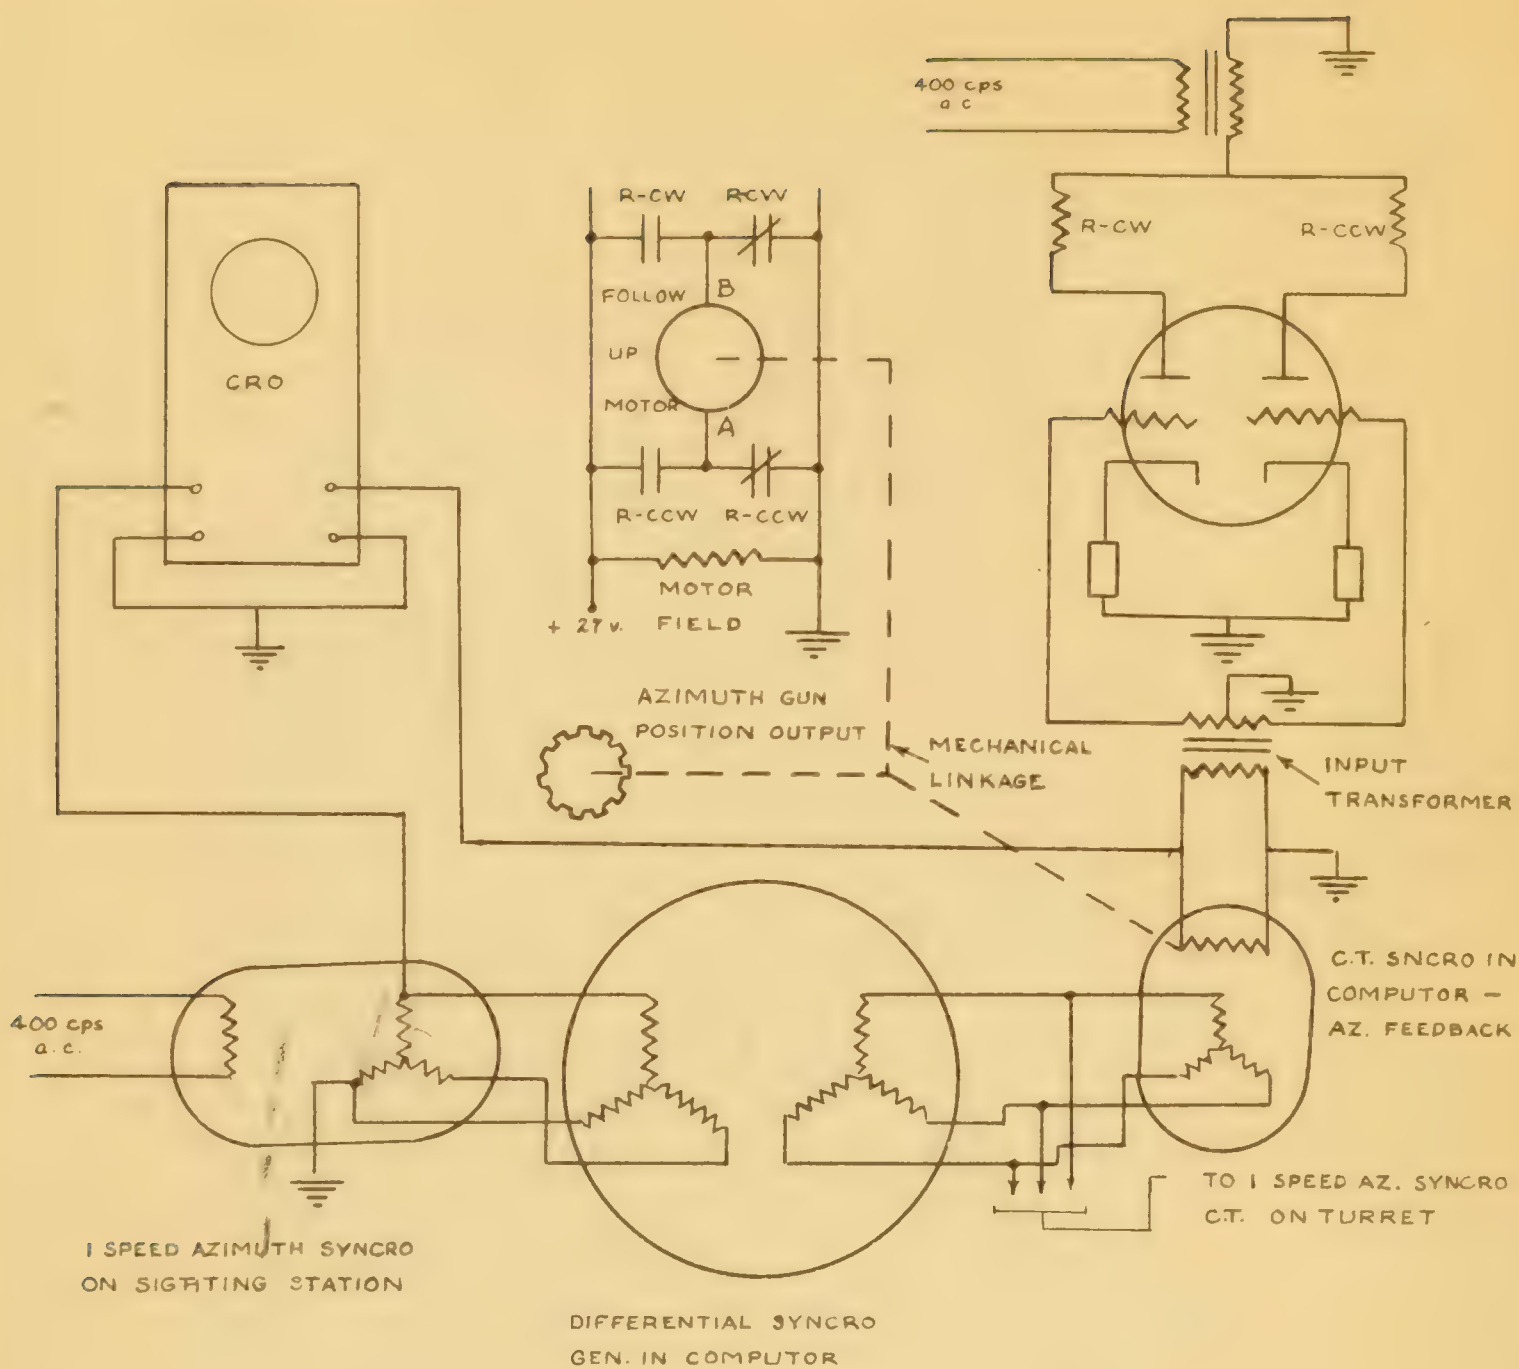 400 cps
a c
R-CW
RCW
R-CW
R-CCW
FOLLOW
B
UP
CRO
MOTOR
A
R-CCW
R-CCW
MOTOR
+ 27 v. FIELD
AZIMUTH GUN
POSITION OUTPUT
MECHANICAL
LINKAGE
INPUT
TRANSFORMER
C.T. SNCRO IN
COMPUTOR –
AZ. FEEDBACK
400 cps
a.c.
TO 1 SPEED AZ. SYNCRO
C.T. ON TURRET
1 SPEED AZIMUTH SYNCRO
ON SIGHTING STATION
DIFFERENTIAL SYNCRO
GEN. IN COMPUTOR